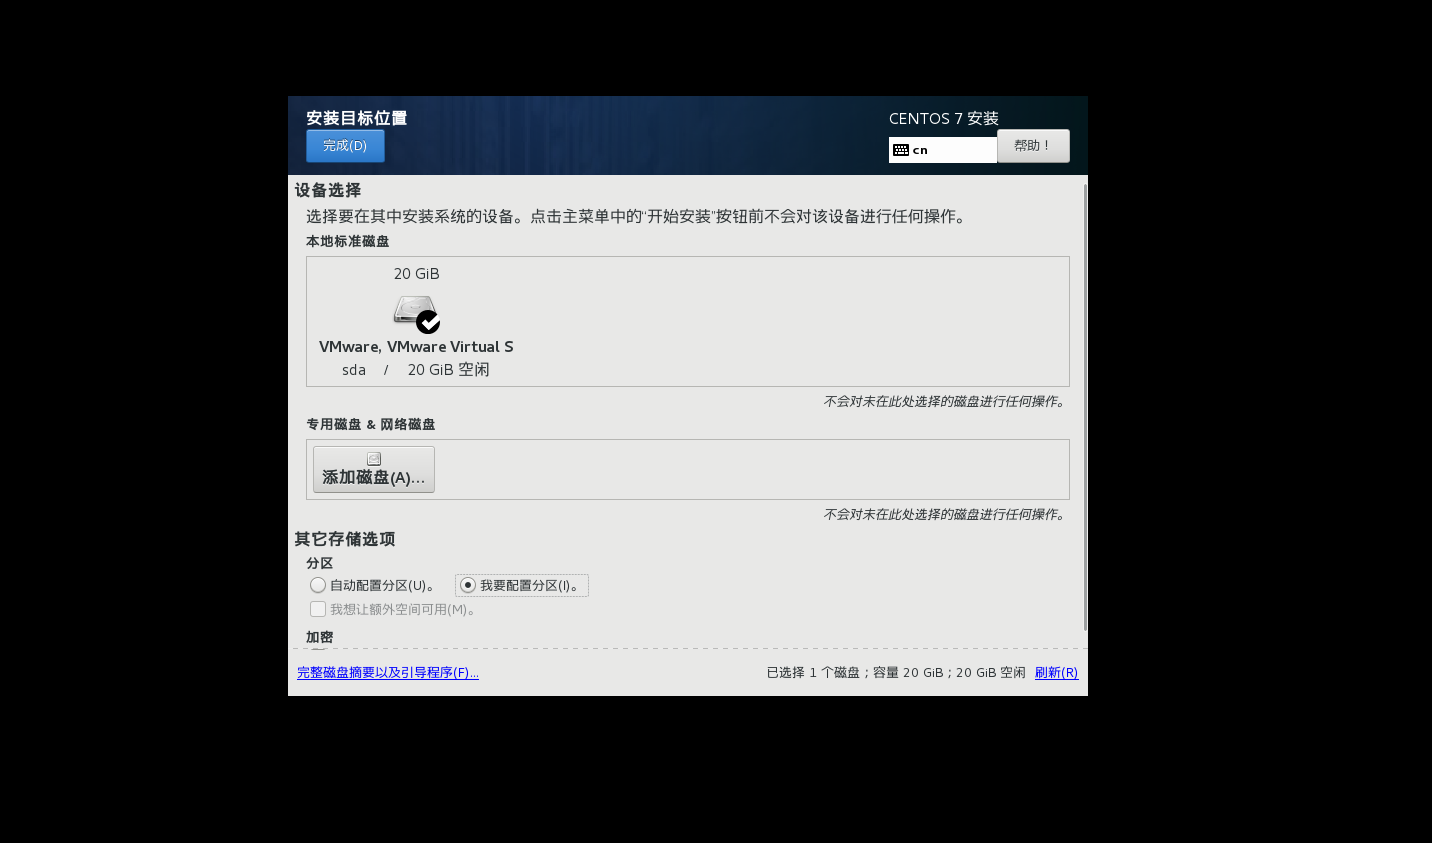 安装目标位置
CENTOS 7 安装
完成(D)
cn
帮助！
设备选择
选择要在其中安装系统的设备。点击主菜单中的“开始安装”按钮前不会对该设备进行任何操作。
本地标准磁盘
20 GiB
VMware, VMware Virtual S
sda / 20 GiB 空闲
不会对未在此处选择的磁盘进行任何操作。
专用磁盘 & 网络磁盘
添加磁盘(A)...
不会对未在此处选择的磁盘进行任何操作。
其它存储选项
分区
自动配置分区(U)。 我要配置分区(I)。
我想让额外空间可用(M)。
加密
完整磁盘摘要以及引导程序(F)... 已选择 1 个磁盘；容量 20 GiB；20 GiB 空闲 刷新(R)